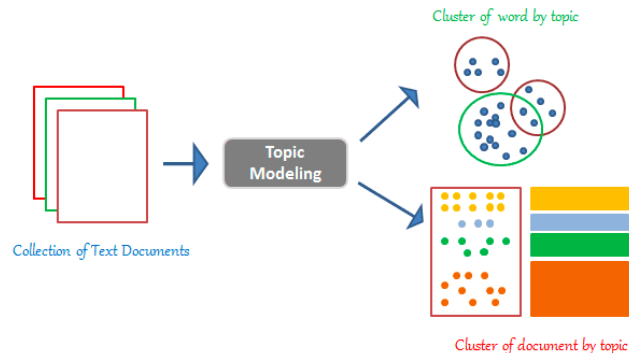 Cluster of word by topic
Topic
Modeling
Collection of Text Documents
Cluster of document by topic